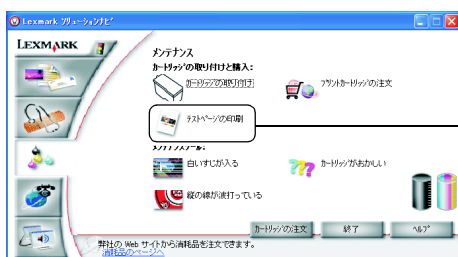 Lexmark ソリューションナビ
LEXMARK
メンテナンス
カートリッジの取り付けと購入:
カートリッジの取り付け
プリントカートリッジの注文
テストページの印刷
メンテナンスツール:
白いすじが入る
カートリッジがおかしい
縦の線が波打っている
カートリッジの注文
終了
ヘルプ
弊社の Web サイトから消耗品を注文できます。
消耗品のページへ